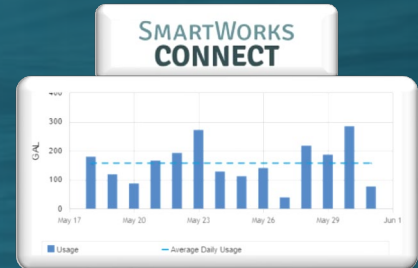 SMARTWORKS
CONNECT
400
300
200
100
0
GAL
May 17
May 20
May 23
May 26
May 29
Jun 1
Usage
Average Daily Usage